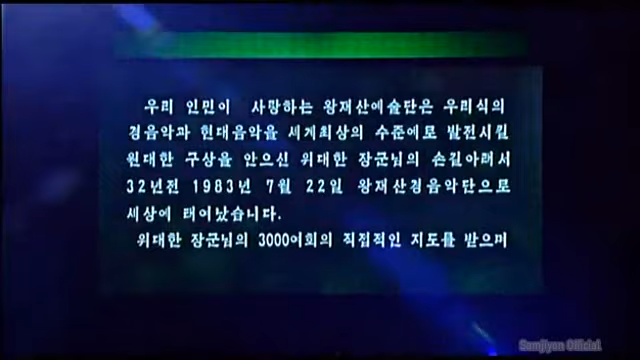 우리 인민이 사랑하는 왕재산예술단은 우리식의
경음악과 현대음악을 세계최상의 수준에로 발전시킬
원대한 구상을 안으신 위대한 장군님의 손길아래서
32년전 1983년 7월 22일 왕재산경음악단으로
세상에 태여났습니다.
위대한 장군님의 3000여회의 직접적인 지도를 받으며
Samjiyon Official